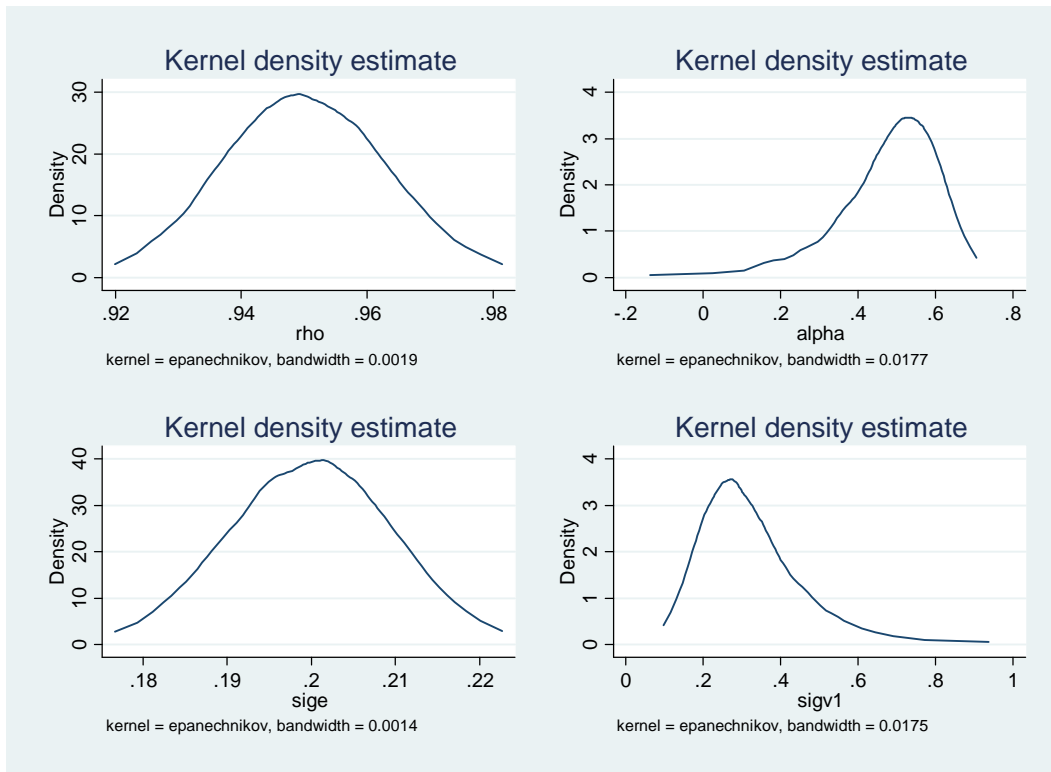 Kernel density estimate
Density
0 10 20 30
.92 .94 .96 .98
rho
kernel = epanechnikov, bandwidth = 0.0019
Kernel density estimate
Density
0 1 2 3 4
-.2 0 .2 .4 .6 .8
alpha
kernel = epanechnikov, bandwidth = 0.0177
Kernel density estimate
Density
0 10 20 30 40
.18 .19 .2 .21 .22
sige
kernel = epanechnikov, bandwidth = 0.0014
Kernel density estimate
Density
0 1 2 3 4
0 .2 .4 .6 .8 1
sigv1
kernel = epanechnikov, bandwidth = 0.0175